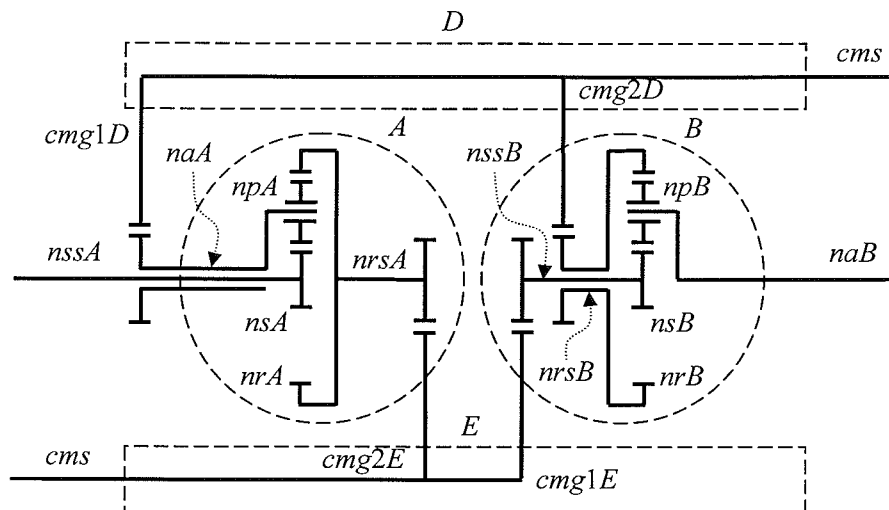 D
cms
cmg2D
cmg1D
A
B
naA
nssB
npA
npB
nssA
nrsA
naB
nsA
nsB
nrA
nrsB
nrB
E
cms
cmg2E
cmg1E